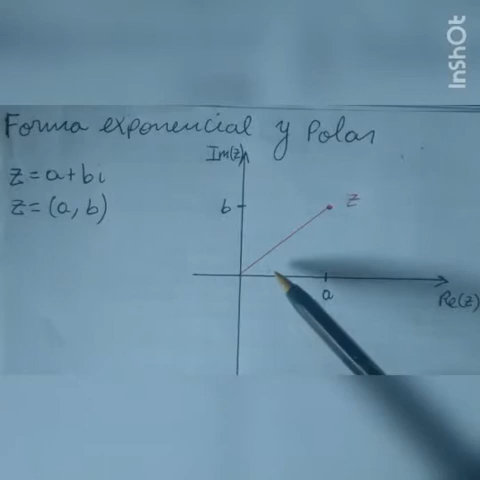 InShOt
Forma exponencial y Polar
Im(z)
z = a + bi
z = (a, b)
b
z
a
Re(z)